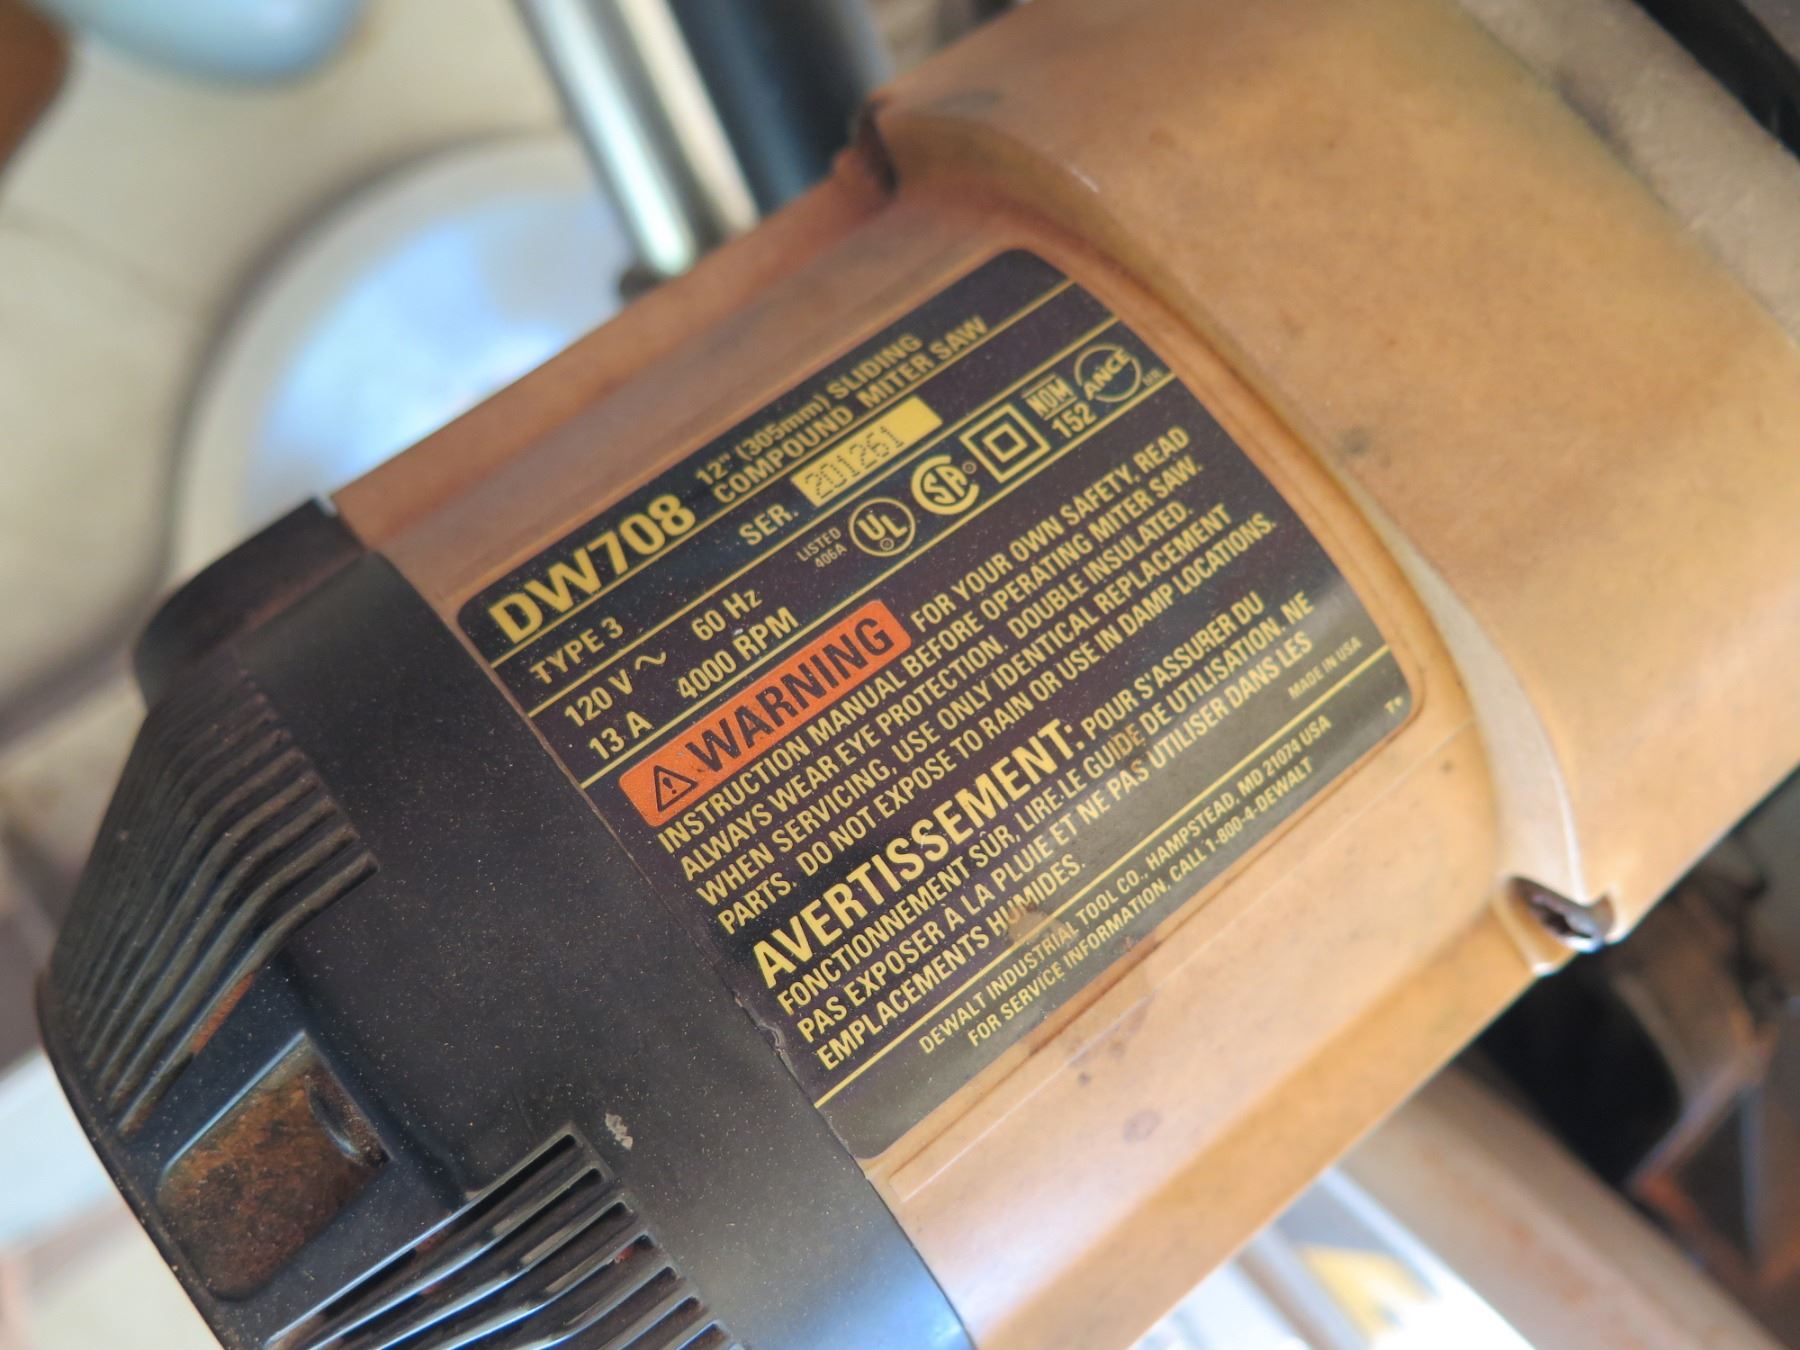 DW708 12" (305mm) SLIDING
COMPOUND MITER SAW
TYPE 3 SER. 201261
120 V ~ 60 Hz LISTED 406A UL SA NOM 152 ANCE
13 A 4000 RPM
WARNING FOR YOUR OWN SAFETY, READ
INSTRUCTION MANUAL BEFORE OPERATING MITER SAW.
ALWAYS WEAR EYE PROTECTION. DOUBLE INSULATED.
WHEN SERVICING, USE ONLY IDENTICAL REPLACEMENT
PARTS. DO NOT EXPOSE TO RAIN OR USE IN DAMP LOCATIONS.
AVERTISSEMENT: POUR S'ASSURER DU
FONCTIONNEMENT SÛR, LIRE.LE GUIDE DE UTILISATION. NE
PAS EXPOSER À LA PLUIE ET NE PAS UTILISER DANS LES
EMPLACEMENTS HUMIDES.
MADE IN USA
DEWALT INDUSTRIAL TOOL CO., HAMPSTEAD, MD 21074 USA
FOR SERVICE INFORMATION, CALL 1-800-4-DEWALT